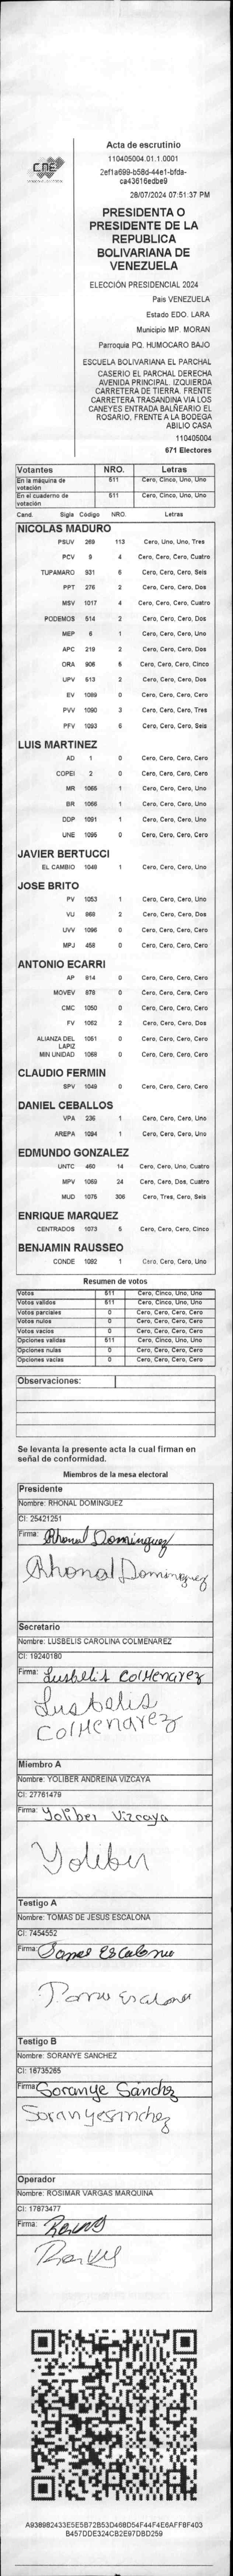 CNE
Acta de escrutinio
110405004.01.1.0001
2ef1a699-b58d-44e1-bfda-
ca43616edbe9
28/07/2024 07:51:37 PM
PRESIDENTA O
PRESIDENTE DE LA
REPUBLICA
BOLIVARIANA DE
VENEZUELA
ELECCIÓN PRESIDENCIAL 2024
Pais VENEZUELA
Estado EDO. LARA
Municipio MP. MORAN
Parroquia PQ. HUMOCARO BAJO
ESCUELA BOLIVARIANA EL PARCHAL
CASERIO EL PARCHAL DERECHA
AVENIDA PRINCIPAL. IZQUIERDA
CARRETERA DE TIERRA. FRENTE
CARRETERA TRASANDINA VIA LOS
CANEYES ENTRADA BALÑEARIO EL
ROSARIO, FRENTE A LA BODEGA
ABILIO CASA
110405004
671 Electores
Votantes NRO. Letras
En la máquina de votación 511 Cero, Cinco, Uno, Uno
En el cuaderno de votación 511 Cero, Cinco, Uno, Uno
Cand. Sigla Código NRO. Letras
NICOLAS MADURO
PSUV 269 113 Cero, Uno, Uno, Tres
PCV 9 4 Cero, Cero, Cero, Cuatro
TUPAMARO 931 6 Cero, Cero, Cero, Seis
PPT 276 2 Cero, Cero, Cero, Dos
MSV 1017 4 Cero, Cero, Cero, Cuatro
PODEMOS 514 2 Cero, Cero, Cero, Dos
MEP 6 1 Cero, Cero, Cero, Uno
APC 219 2 Cero, Cero, Cero, Dos
ORA 906 5 Cero, Cero, Cero, Cinco
UPV 513 2 Cero, Cero, Cero, Dos
EV 1089 0 Cero, Cero, Cero, Cero
PVV 1090 3 Cero, Cero, Cero, Tres
PFV 1093 6 Cero, Cero, Cero, Seis
LUIS MARTINEZ
AD 1 0 Cero, Cero, Cero, Cero
COPEI 2 0 Cero, Cero, Cero, Cero
MR 1065 1 Cero, Cero, Cero, Uno
BR 1066 1 Cero, Cero, Cero, Uno
DDP 1091 1 Cero, Cero, Cero, Uno
UNE 1095 0 Cero, Cero, Cero, Cero
JAVIER BERTUCCI
EL CAMBIO 1048 1 Cero, Cero, Cero, Uno
JOSE BRITO
PV 1053 1 Cero, Cero, Cero, Uno
VU 868 2 Cero, Cero, Cero, Dos
UVV 1096 0 Cero, Cero, Cero, Cero
MPJ 458 0 Cero, Cero, Cero, Cero
ANTONIO ECARRI
AP 914 0 Cero, Cero, Cero, Cero
MOVEV 879 0 Cero, Cero, Cero, Cero
CMC 1050 0 Cero, Cero, Cero, Cero
FV 1052 2 Cero, Cero, Cero, Dos
ALIANZA DEL LAPIZ 1051 0 Cero, Cero, Cero, Cero
MIN UNIDAD 1068 0 Cero, Cero, Cero, Cero
CLAUDIO FERMIN
SPV 1049 0 Cero, Cero, Cero, Cero
DANIEL CEBALLOS
VPA 236 1 Cero, Cero, Cero, Uno
AREPA 1094 1 Cero, Cero, Cero, Uno
EDMUNDO GONZALEZ
UNTC 460 14 Cero, Cero, Uno, Cuatro
MPV 1069 24 Cero, Cero, Dos, Cuatro
MUD 1075 306 Cero, Tres, Cero, Seis
ENRIQUE MARQUEZ
CENTRADOS 1073 5 Cero, Cero, Cero, Cinco
BENJAMIN RAUSSEO
CONDE 1082 1 Cero, Cero, Cero, Uno
Resumen de votos
Votos 511 Cero, Cinco, Uno, Uno
Votos validos 511 Cero, Cinco, Uno, Uno
Votos parciales 0 Cero, Cero, Cero, Cero
Votos nulos 0 Cero, Cero, Cero, Cero
Votos vacios 0 Cero, Cero, Cero, Cero
Opciones validas 511 Cero, Cinco, Uno, Uno
Opciones nulas 0 Cero, Cero, Cero, Cero
Opciones vacias 0 Cero, Cero, Cero, Cero
Observaciones:
Se levanta la presente acta la cual firman en
señal de conformidad.
Miembros de la mesa electoral
Presidente
Nombre: RHONAL DOMINGUEZ
CI: 25421251
Firma: Rhonal Dominguez
Rhonal Dominguez
Secretario
Nombre: LUSBELIS CAROLINA COLMENAREZ
CI: 19240180
Firma: Lusbelis Colmenarez
Lusbelis
Colmenarez
Miembro A
Nombre: YOLIBER ANDREINA VIZCAYA
CI: 27761479
Firma: Yoliber Vizcaya
Yoliber
Testigo A
Nombre: TOMAS DE JESUS ESCALONA
CI: 7454552
Firma: Escalona
Escalona
Testigo B
Nombre: SORANYE SANCHEZ
CI: 16735265
Firma: Soranye Sánchez
Soranye Sanchez
Operador
Nombre: ROSIMAR VARGAS MARQUINA
CI: 17873477
Firma:
A938982433E5E5B72B53D468D54F44F4E6AFF8F403
B457DDE324CB2E97DBD259